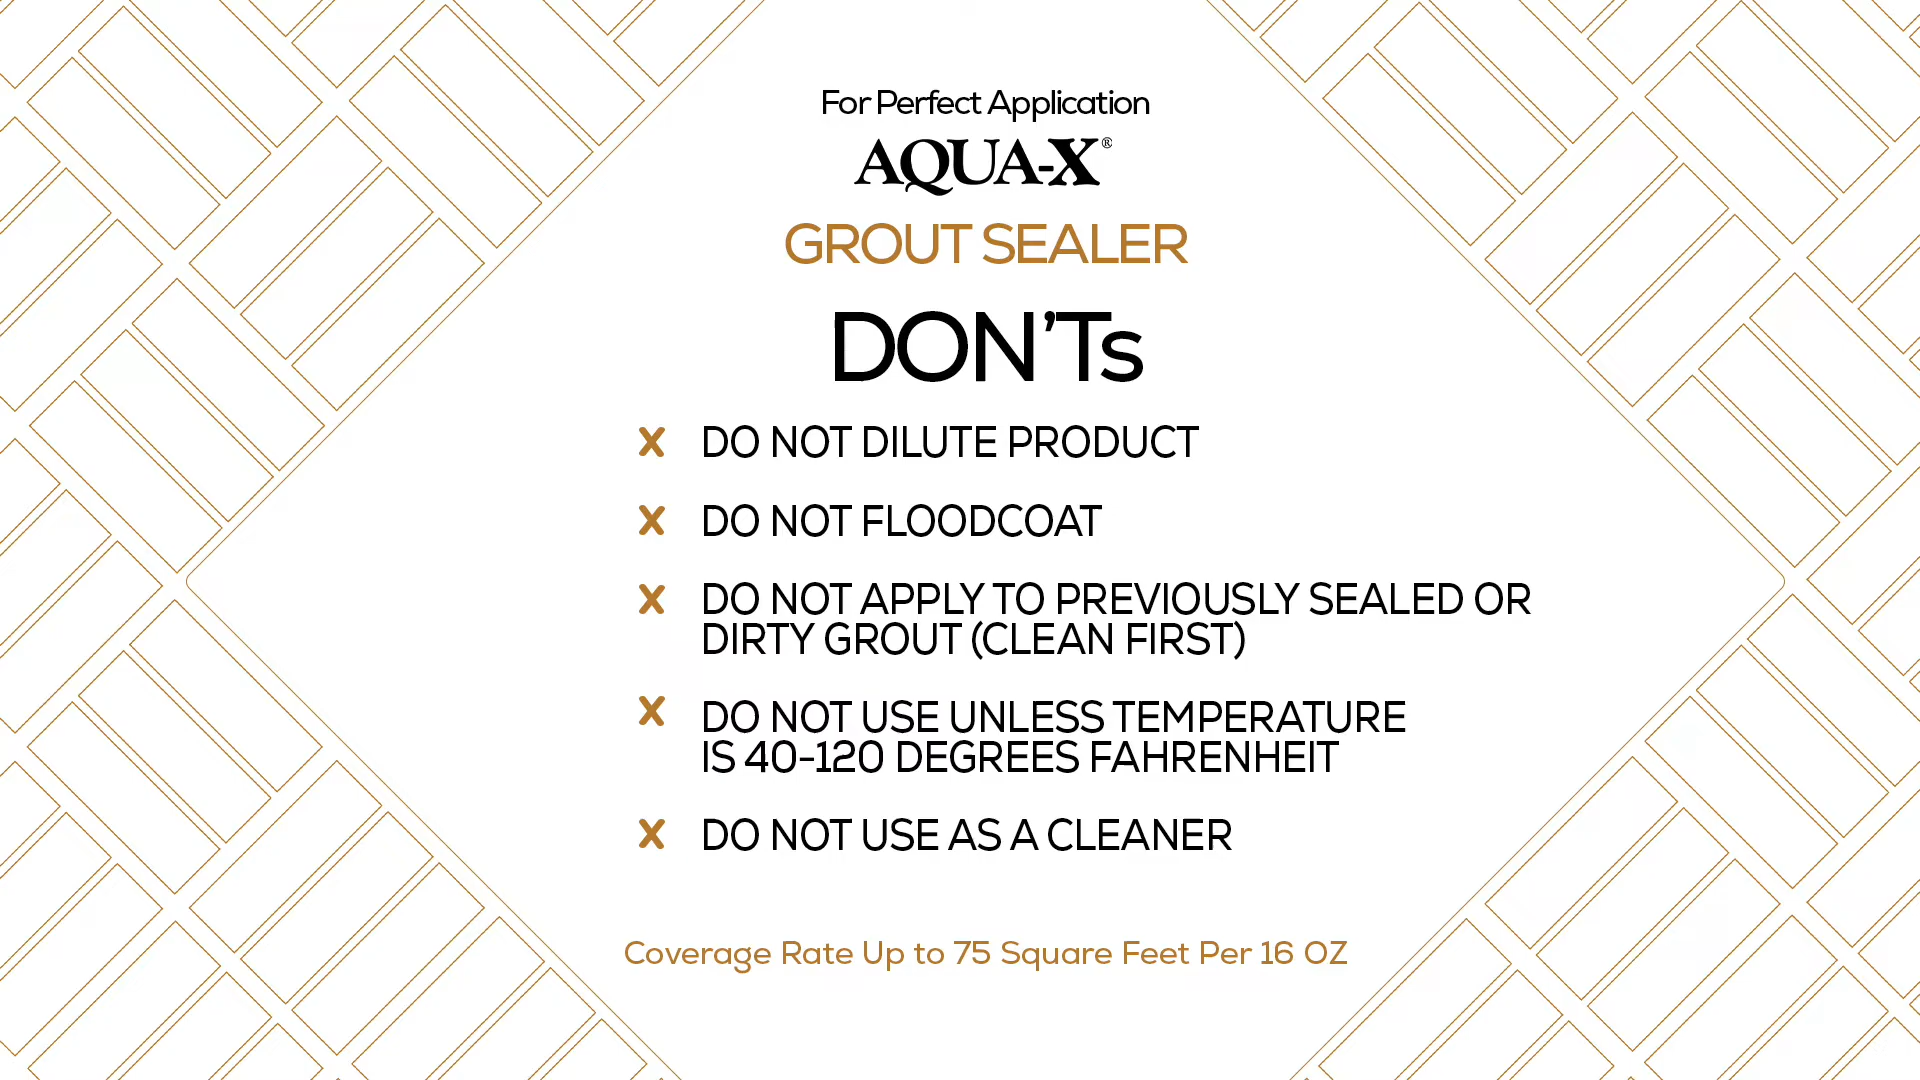 For Perfect Application
AQUA-X®
GROUT SEALER
DON'Ts
X DO NOT DILUTE PRODUCT
X DO NOT FLOODCOAT
X DO NOT APPLY TO PREVIOUSLY SEALED OR
DIRTY GROUT (CLEAN FIRST)
X DO NOT USE UNLESS TEMPERATURE
IS 40-120 DEGREES FAHRENHEIT
X DO NOT USE AS A CLEANER
Coverage Rate Up to 75 Square Feet Per 16 OZ